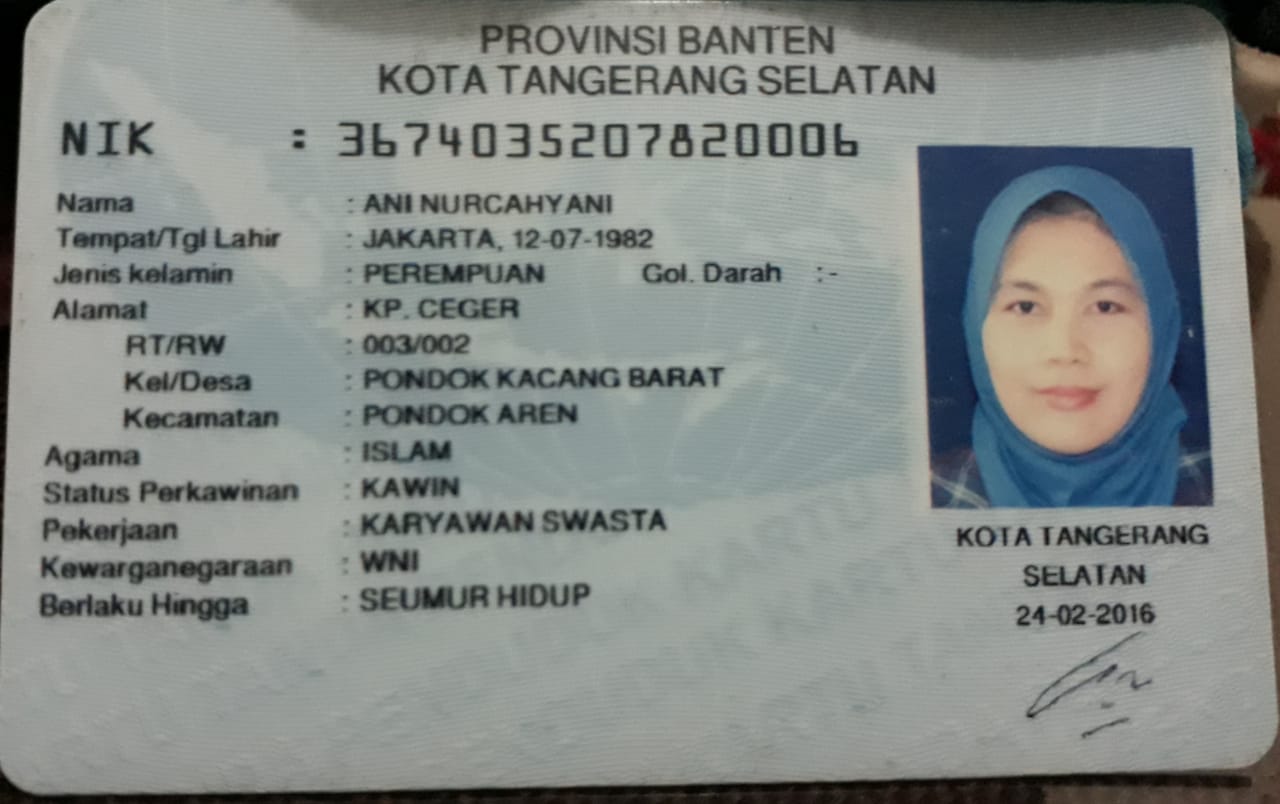 PROVINSI BANTEN
KOTA TANGERANG SELATAN
NIK : 3674035207820006
Nama : ANI NURCAHYANI
Tempat/Tgl Lahir : JAKARTA, 12-07-1982
Jenis kelamin : PEREMPUAN Gol. Darah : -
Alamat : KP. CEGER
RT/RW : 003/002
Kel/Desa : PONDOK KACANG BARAT
Kecamatan : PONDOK AREN
Agama : ISLAM
Status Perkawinan : KAWIN
Pekerjaan : KARYAWAN SWASTA
Kewarganegaraan : WNI
Berlaku Hingga : SEUMUR HIDUP
KOTA TANGERANG
SELATAN
24-02-2016